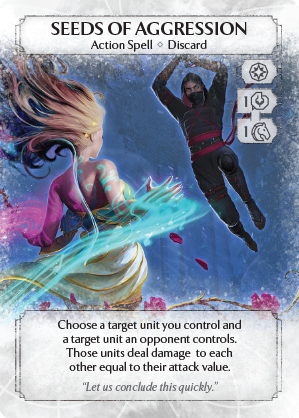 SEEDS OF AGGRESSION
Action Spell ◇ Discard
1
1
Choose a target unit you control and
a target unit an opponent controls.
Those units deal damage to each
other equal to their attack value.
“Let us conclude this quickly.”